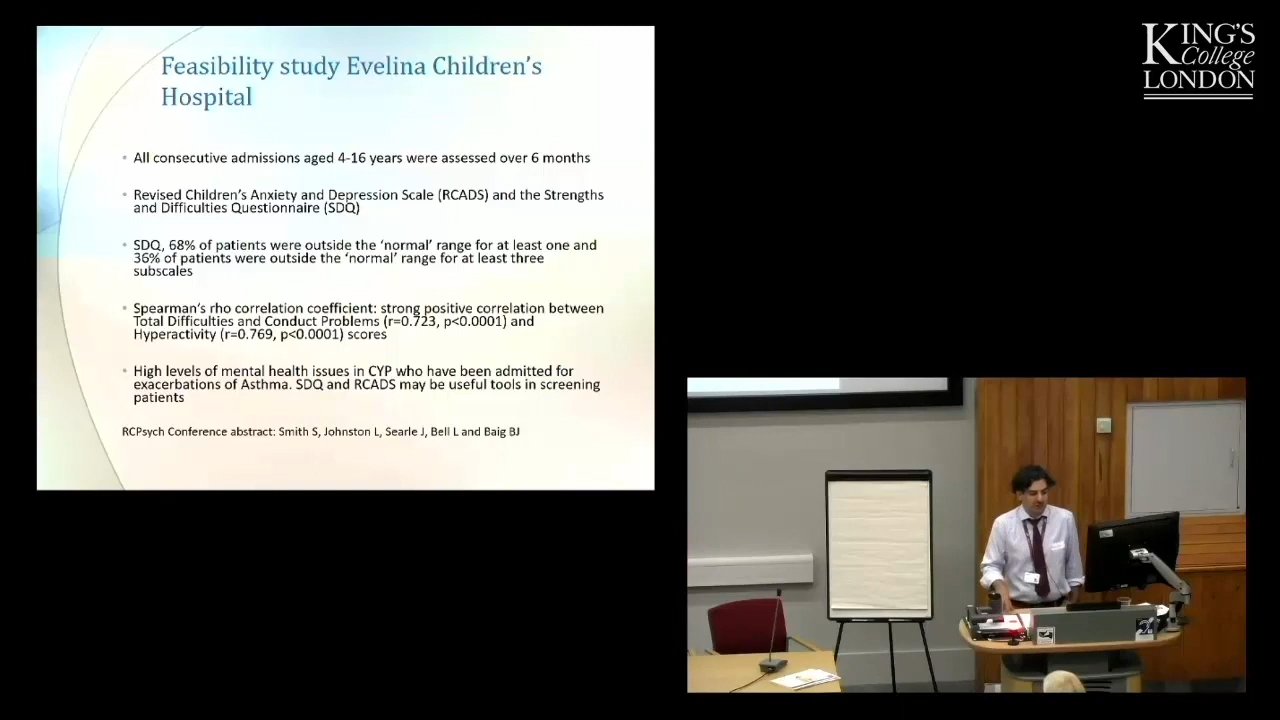 Feasibility study Evelina Children's
Hospital
• All consecutive admissions aged 4-16 years were assessed over 6 months
• Revised Children's Anxiety and Depression Scale (RCADS) and the Strengths
and Difficulties Questionnaire (SDQ)
• SDQ, 68% of patients were outside the 'normal' range for at least one and
36% of patients were outside the 'normal' range for at least three
subscales
• Spearman's rho correlation coefficient: strong positive correlation between
Total Difficulties and Conduct Problems (r=0.723, p<0.0001) and
Hyperactivity (r=0.769, p<0.0001) scores
• High levels of mental health issues in CYP who have been admitted for
exacerbations of Asthma. SDQ and RCADS may be useful tools in screening
patients
RCPsych Conference abstract: Smith S, Johnston L, Searle J, Bell L and Baig BJ
KING'S
College
LONDON